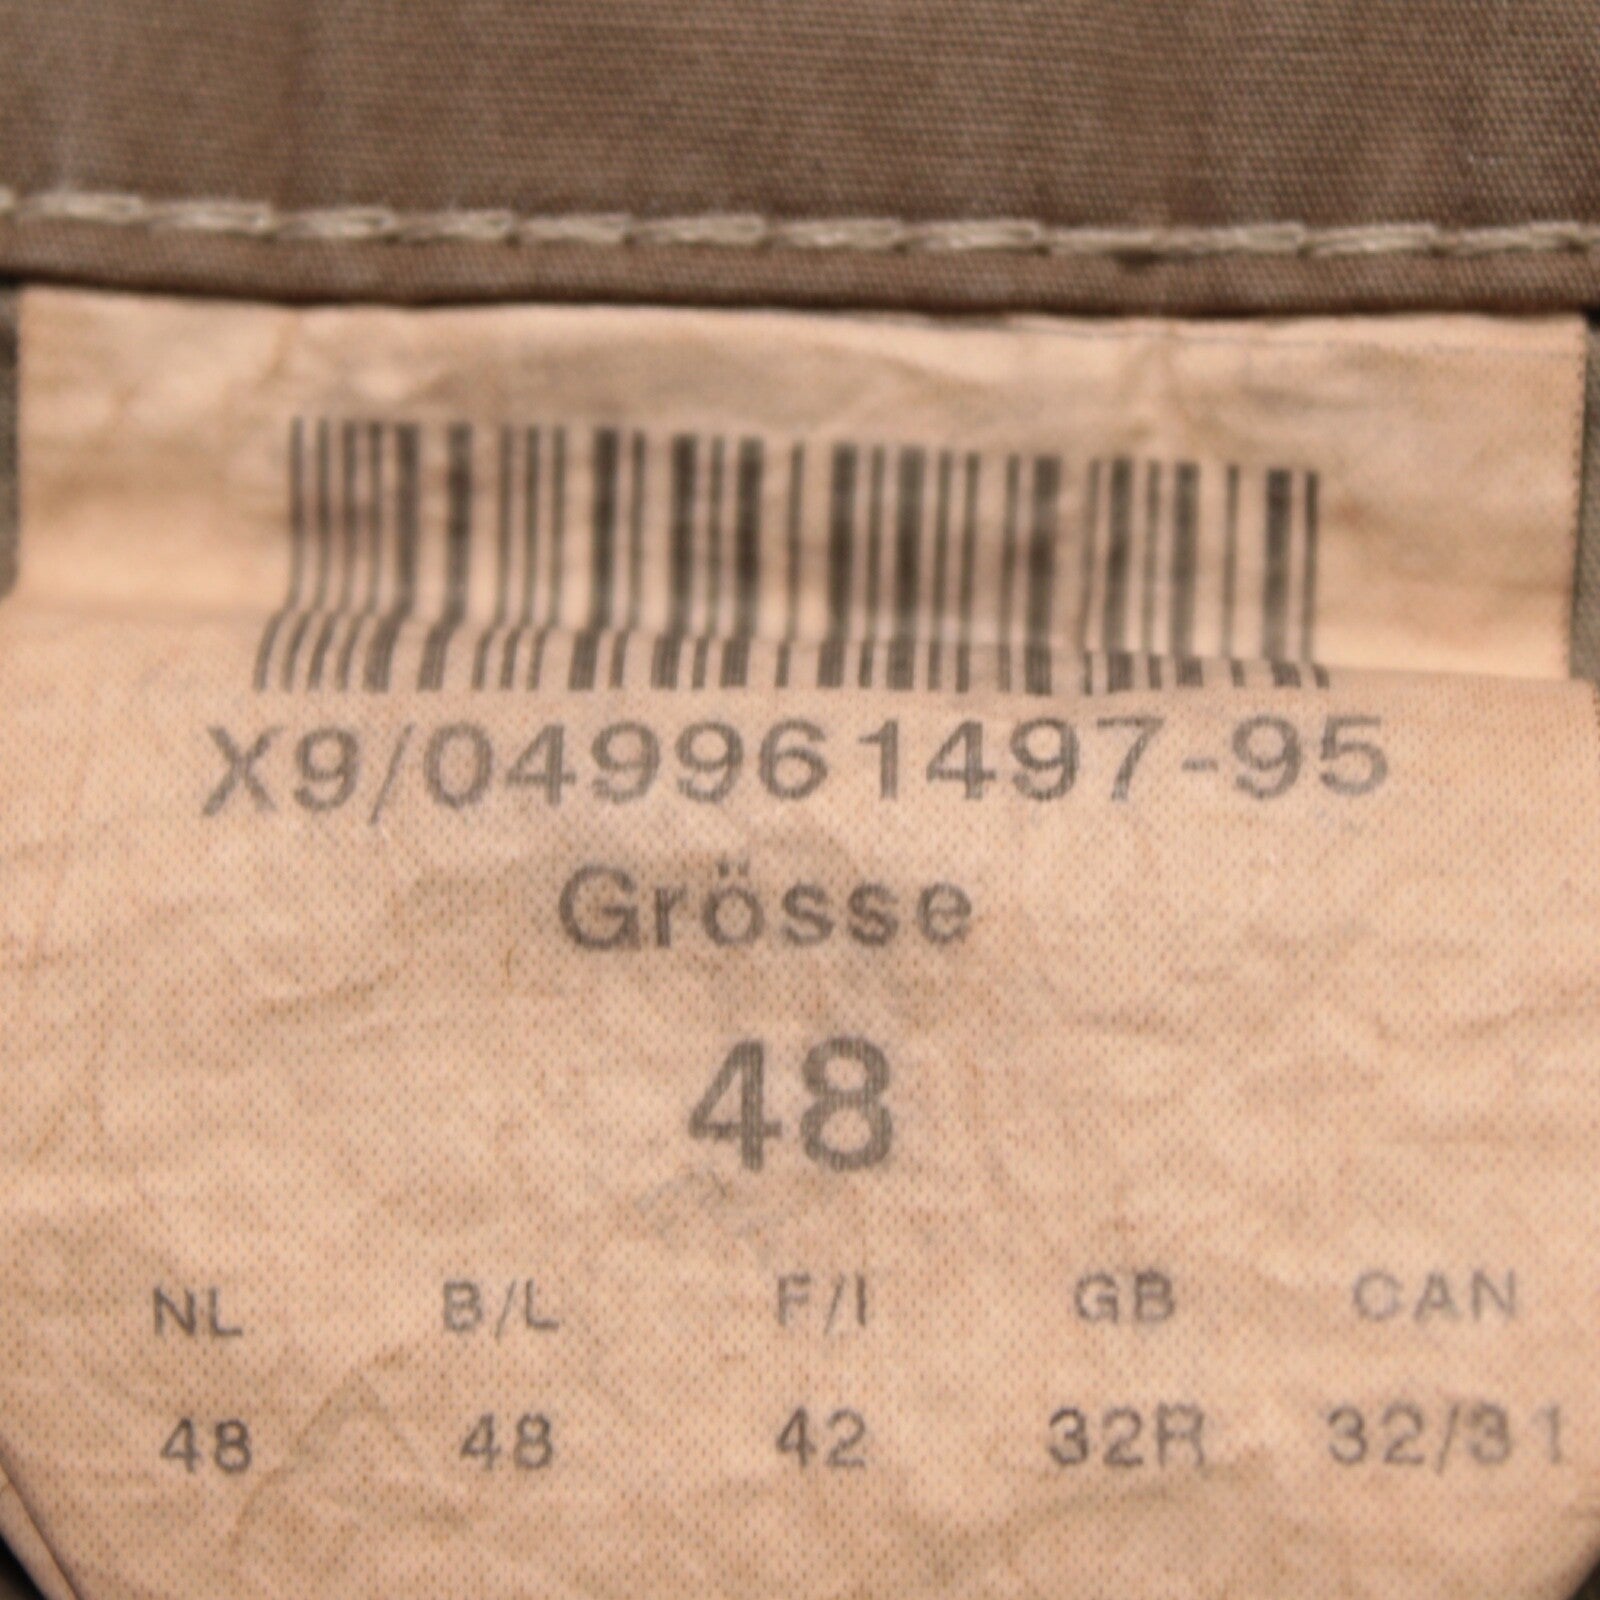 X9/049961497-95
Grösse
48
NL B/L F/I GB CAN
48 48 42 32R 32/31